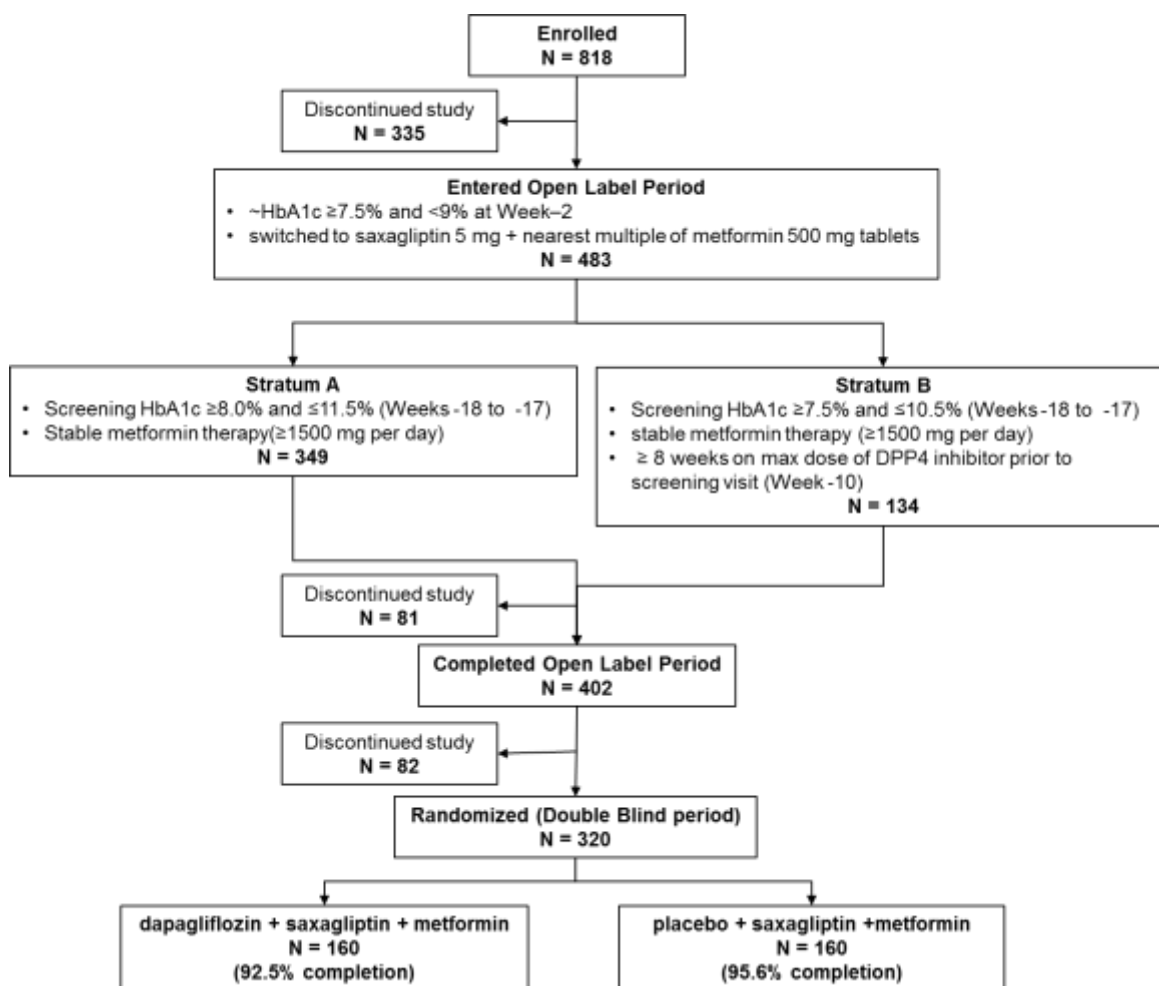 Enrolled
N = 818
Discontinued study
N = 335
Entered Open Label Period
• ~HbA1c ≥7.5% and <9% at Week–2
• switched to saxagliptin 5 mg + nearest multiple of metformin 500 mg tablets
N = 483
Stratum A
• Screening HbA1c ≥8.0% and ≤11.5% (Weeks -18 to -17)
• Stable metformin therapy(≥1500 mg per day)
N = 349
Stratum B
• Screening HbA1c ≥7.5% and ≤10.5% (Weeks -18 to -17)
• stable metformin therapy (≥1500 mg per day)
• ≥ 8 weeks on max dose of DPP4 inhibitor prior to
screening visit (Week -10)
N = 134
Discontinued study
N = 81
Completed Open Label Period
N = 402
Discontinued study
N = 82
Randomized (Double Blind period)
N = 320
dapagliflozin + saxagliptin + metformin
N = 160
(92.5% completion)
placebo + saxagliptin +metformin
N = 160
(95.6% completion)